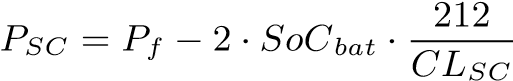 $P_{SC} = P_f - 2 \cdot SoC_{bat} \cdot \frac{212}{CL_{SC}}$